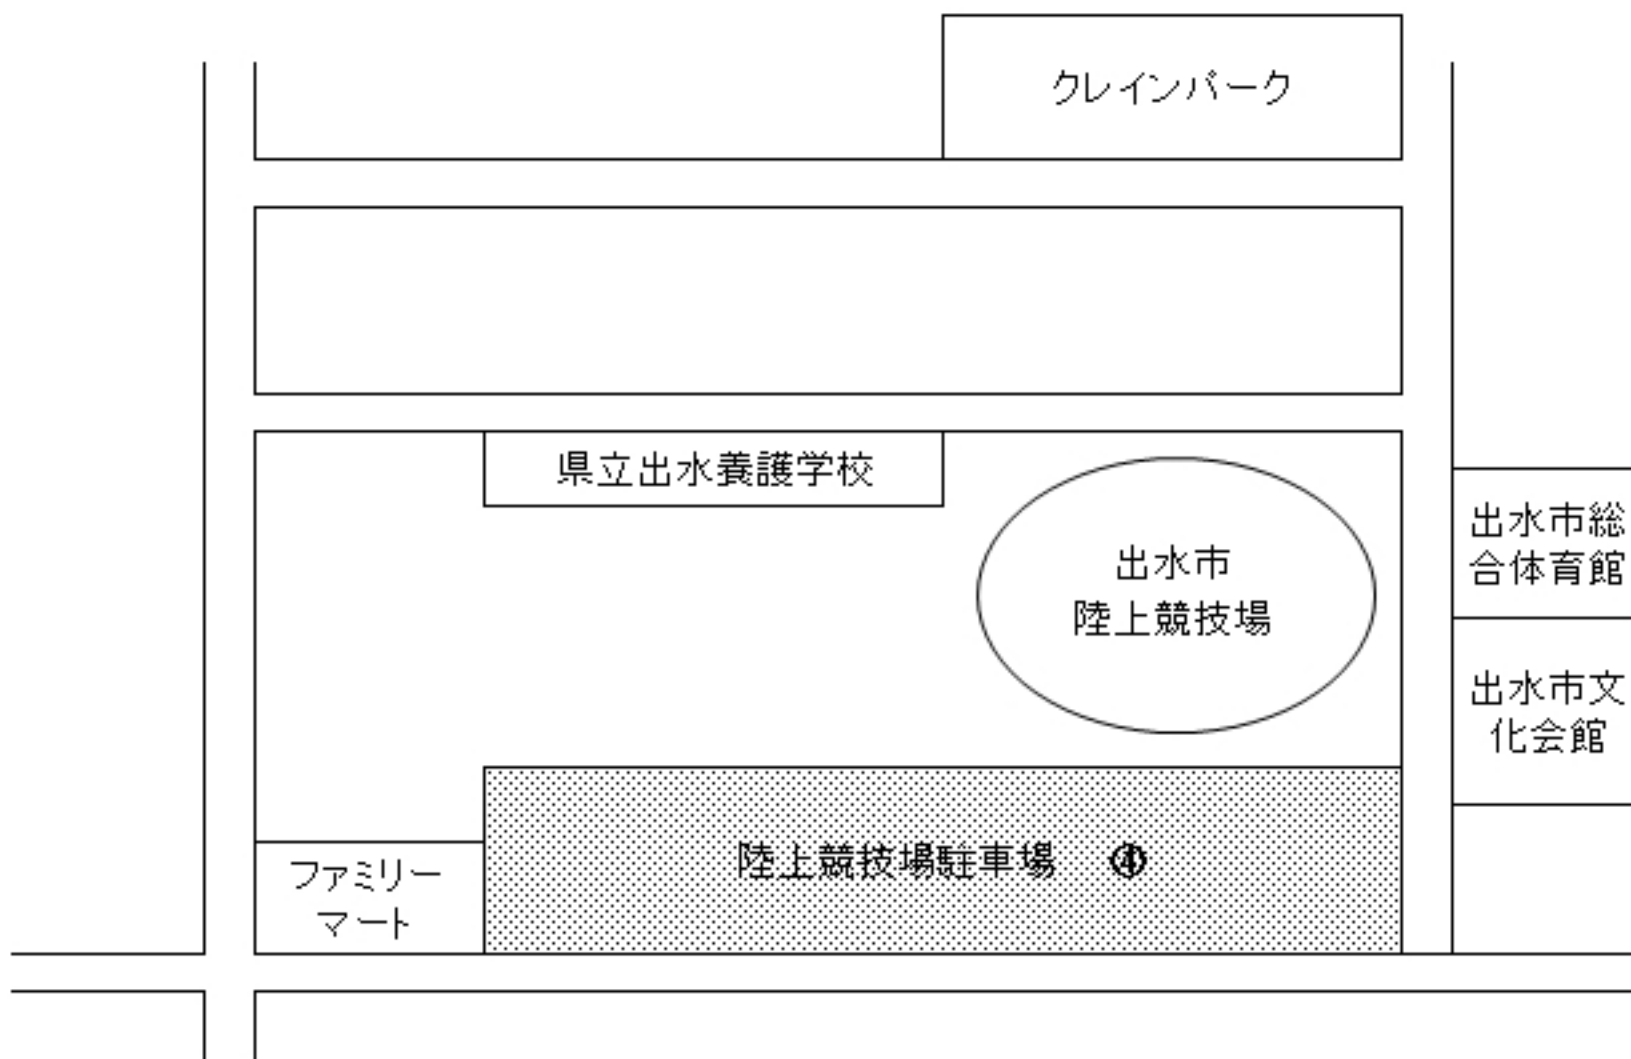 クレインパーク
県立出水養護学校
出水市
陸上競技場
出水市総
合体育館
出水市文
化会館
陸上競技場駐車場 ④
ファミリー
マート